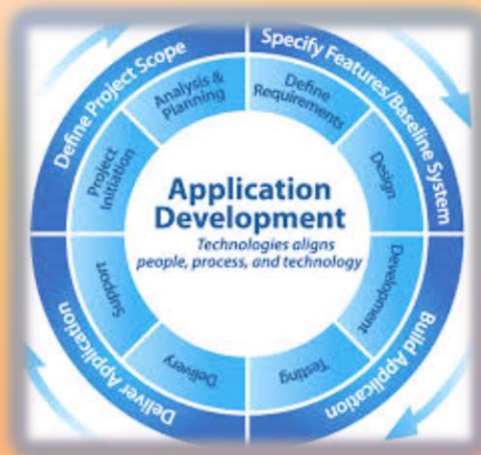 Application
Development
Technologies aligns
people, process, and technology
Define Project Scope
Project
Initiation
Analysis &
Planning
Specify Features/Baseline System
Define
Requirements
Design
Build Application
Development
Testing
Deliver Application
Delivery
Support